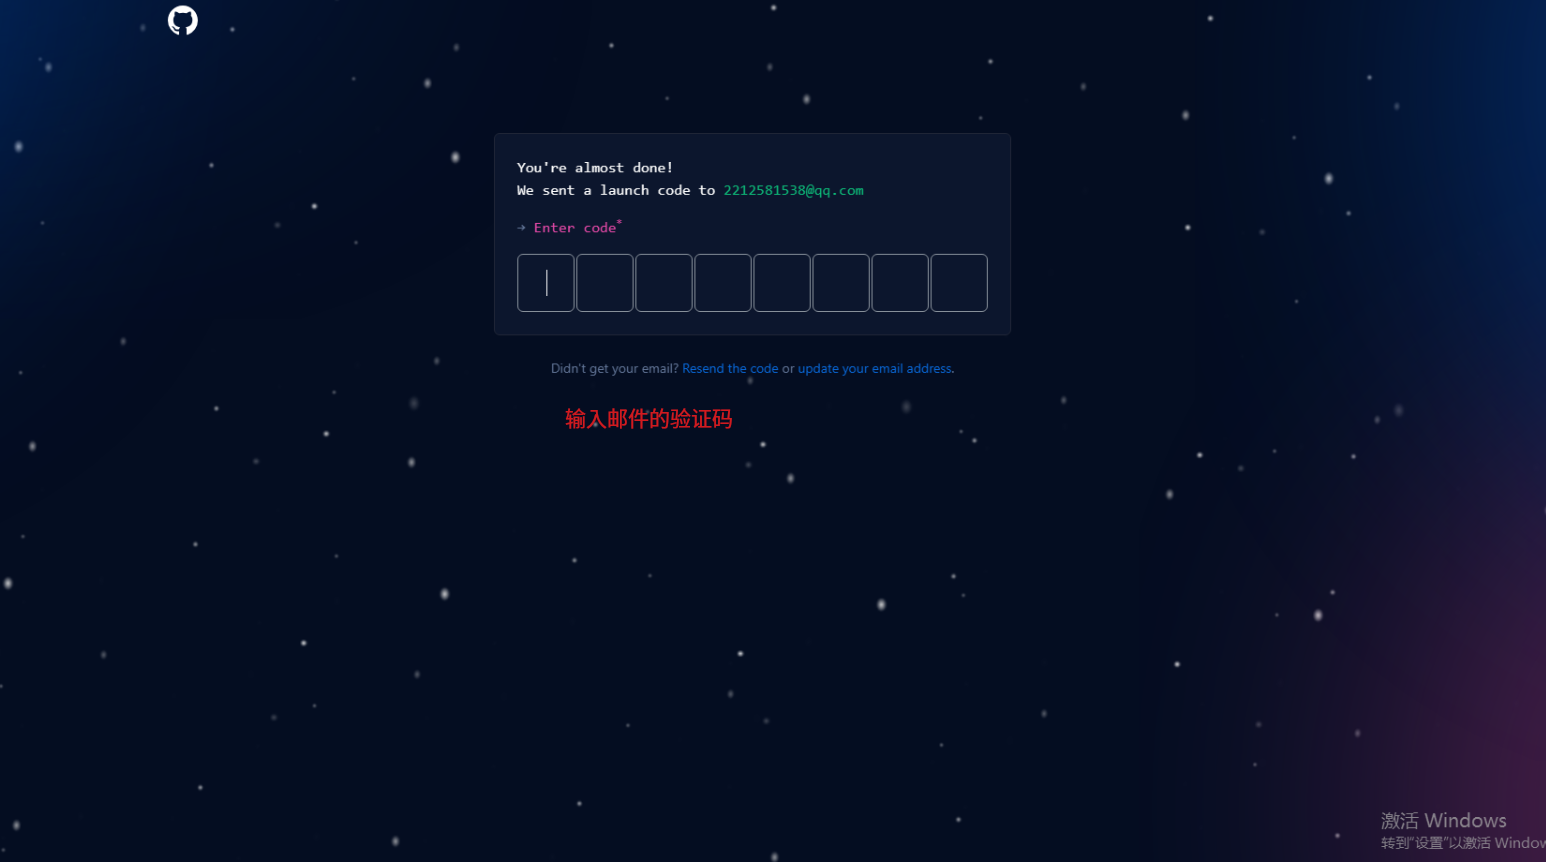 You're almost done!
We sent a launch code to 2212581538@qq.com
→ Enter code*
Didn't get your email? Resend the code or update your email address.
输入邮件的验证码
激活 Windows
转到"设置"以激活 Window